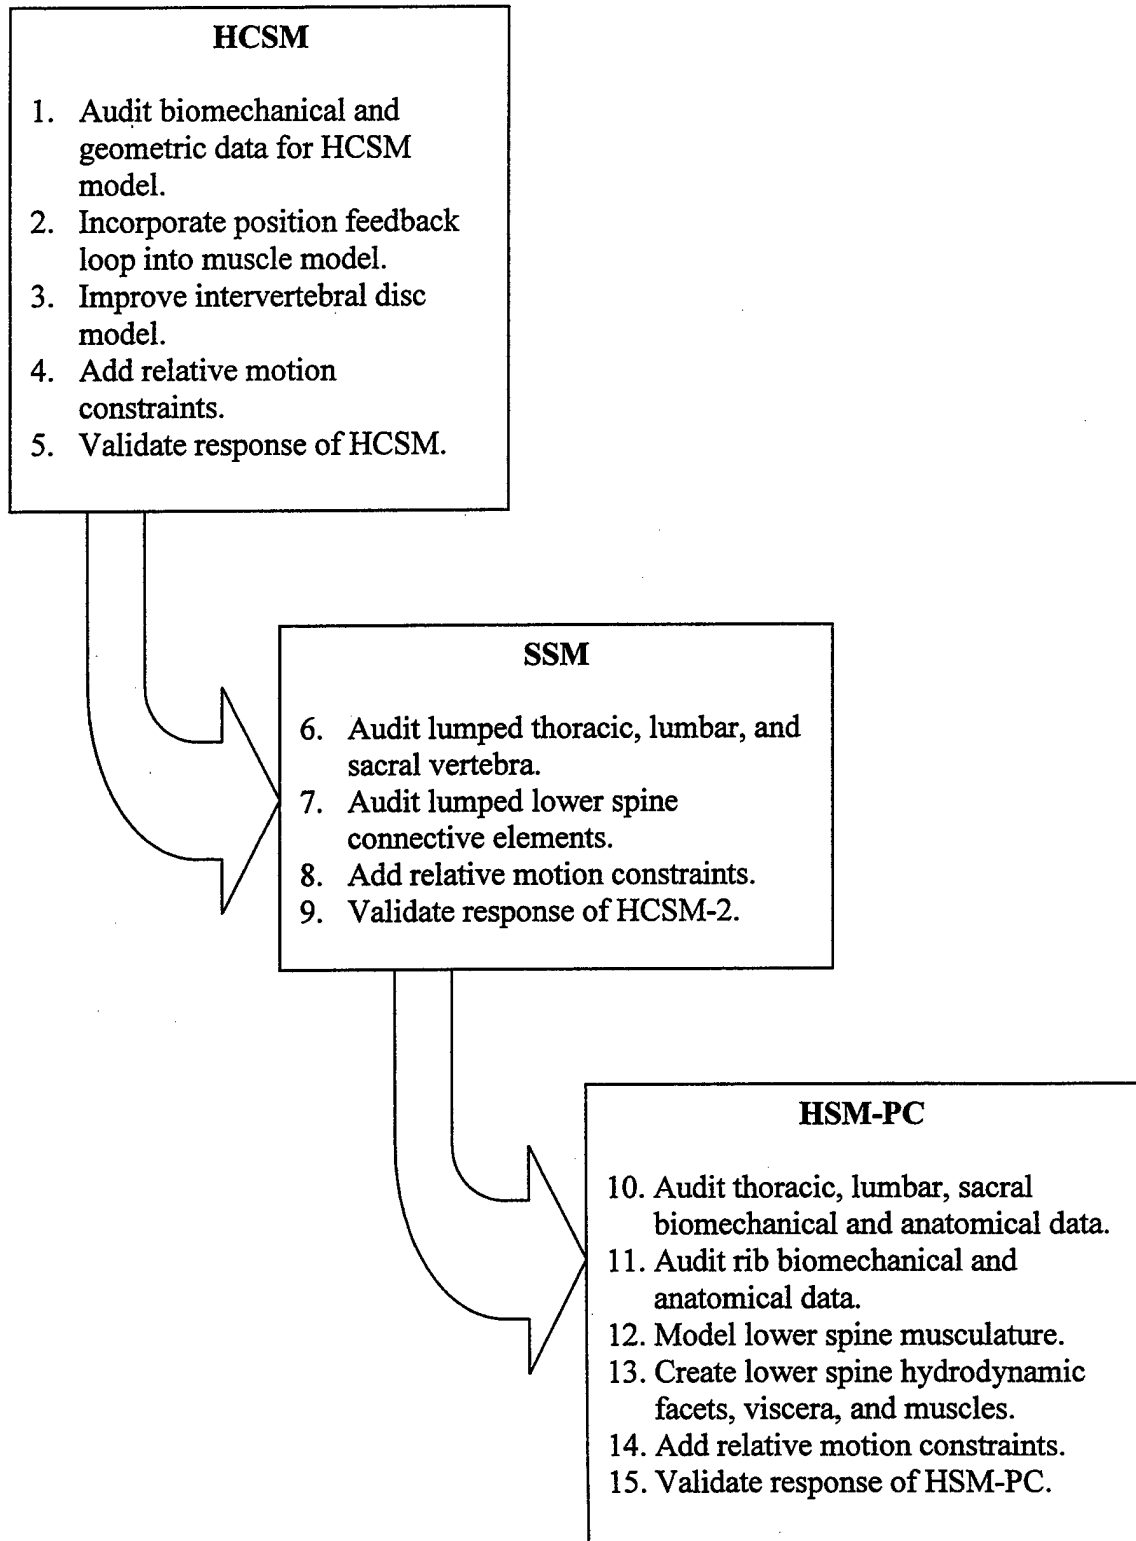 HCSM
1. Audit biomechanical and
geometric data for HCSM
model.
2. Incorporate position feedback
loop into muscle model.
3. Improve intervertebral disc
model.
4. Add relative motion
constraints.
5. Validate response of HCSM.
SSM
6. Audit lumped thoracic, lumbar, and
sacral vertebra.
7. Audit lumped lower spine
connective elements.
8. Add relative motion constraints.
9. Validate response of HCSM-2.
HSM-PC
10. Audit thoracic, lumbar, sacral
biomechanical and anatomical data.
11. Audit rib biomechanical and
anatomical data.
12. Model lower spine musculature.
13. Create lower spine hydrodynamic
facets, viscera, and muscles.
14. Add relative motion constraints.
15. Validate response of HSM-PC.